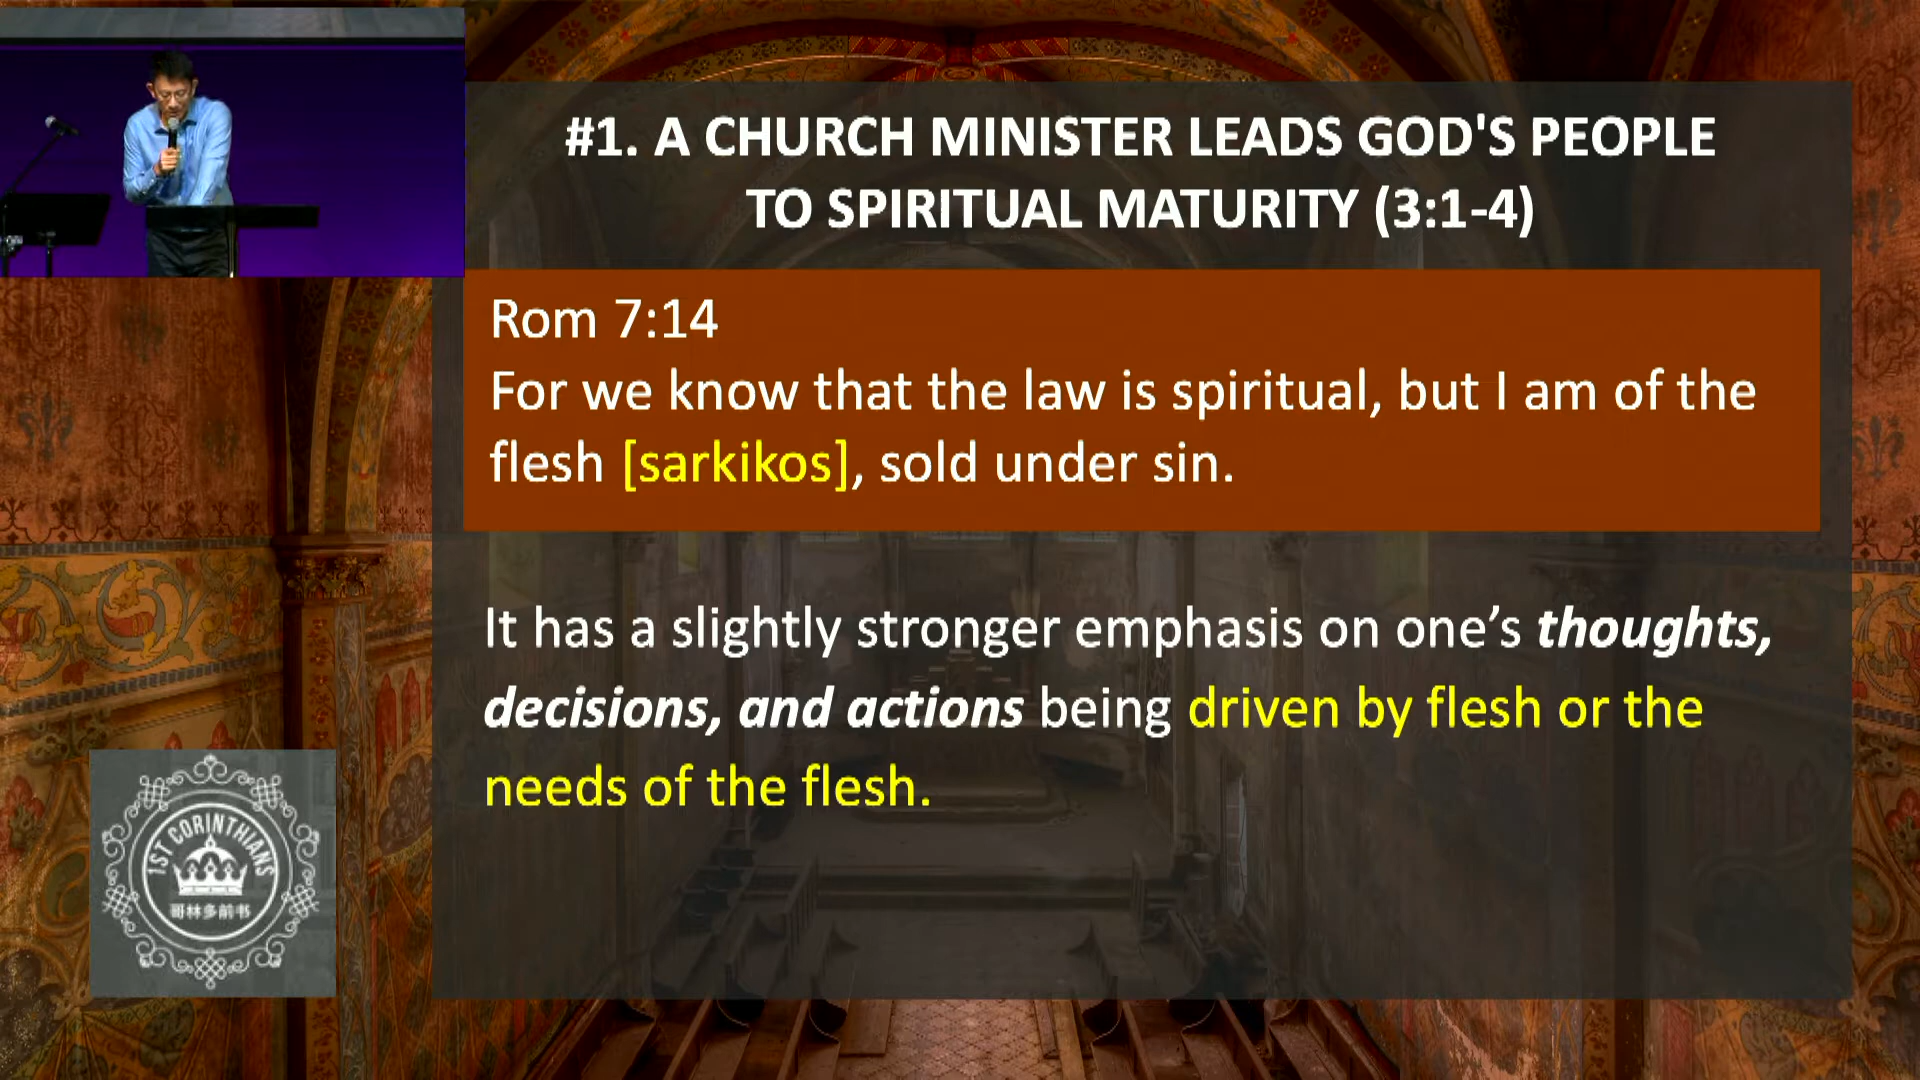 #1. A CHURCH MINISTER LEADS GOD'S PEOPLE
TO SPIRITUAL MATURITY (3:1-4)
Rom 7:14
For we know that the law is spiritual, but I am of the
flesh [sarkikos], sold under sin.
It has a slightly stronger emphasis on one’s thoughts,
decisions, and actions being driven by flesh or the
needs of the flesh.
1ST CORINTHIANS
哥林多前书